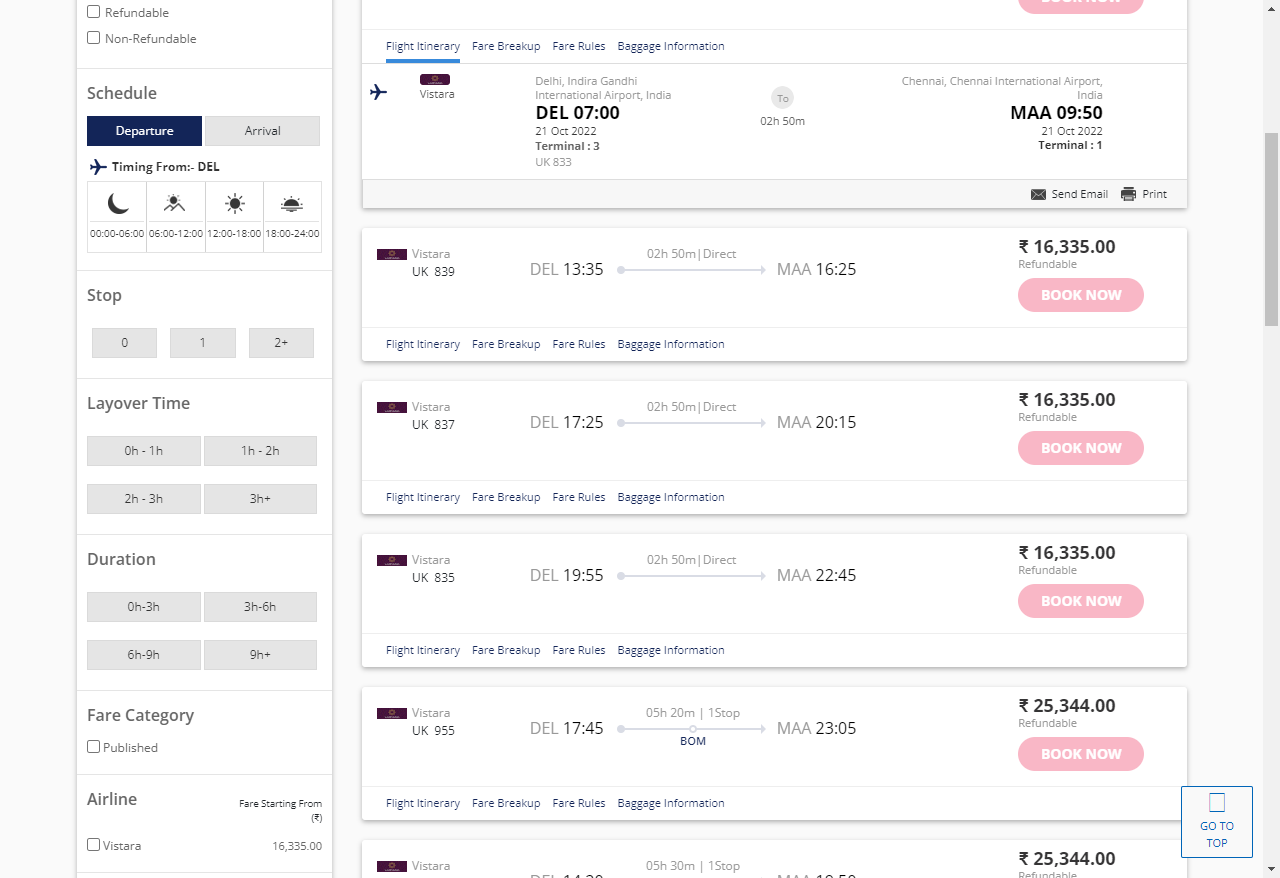 Refundable
Non-Refundable
Schedule
Departure
Arrival
Timing From:- DEL
00:00-06:00
06:00-12:00
12:00-18:00
18:00-24:00
Stop
0
1
2+
Layover Time
0h - 1h
1h - 2h
2h - 3h
3h+
Duration
0h-3h
3h-6h
6h-9h
9h+
Fare Category
Published
Airline
Fare Starting From
(₹)
Vistara
16,335.00
Flight Itinerary
Fare Breakup
Fare Rules
Baggage Information
Vistara
Delhi, Indira Gandhi
International Airport, India
DEL 07:00
21 Oct 2022
Terminal : 3
UK 833
To
02h 50m
Chennai, Chennai International Airport,
India
MAA 09:50
21 Oct 2022
Terminal : 1
Send Email
Print
Vistara
UK 839
DEL 13:35
02h 50m|Direct
MAA 16:25
₹ 16,335.00
Refundable
BOOK NOW
Flight Itinerary
Fare Breakup
Fare Rules
Baggage Information
Vistara
UK 837
DEL 17:25
02h 50m|Direct
MAA 20:15
₹ 16,335.00
Refundable
BOOK NOW
Flight Itinerary
Fare Breakup
Fare Rules
Baggage Information
Vistara
UK 835
DEL 19:55
02h 50m|Direct
MAA 22:45
₹ 16,335.00
Refundable
BOOK NOW
Flight Itinerary
Fare Breakup
Fare Rules
Baggage Information
Vistara
UK 955
DEL 17:45
05h 20m | 1Stop
BOM
MAA 23:05
₹ 25,344.00
Refundable
BOOK NOW
Flight Itinerary
Fare Breakup
Fare Rules
Baggage Information
Vistara
05h 30m | 1Stop
₹ 25,344.00
Refundable
GO TO
TOP